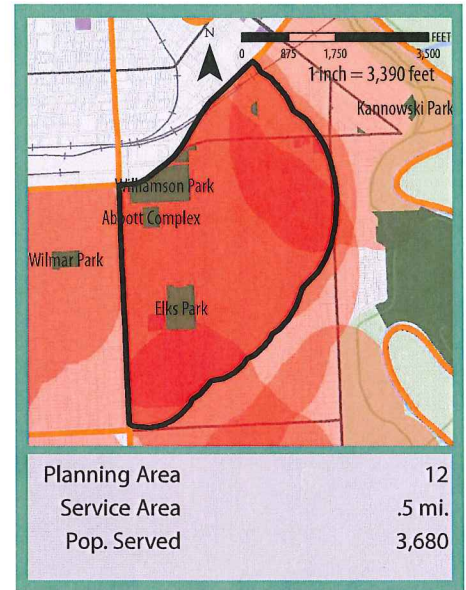 N
FEET
0 875 1,750 3,500
1 inch = 3,390 feet
Kannowski Park
Williamson Park
Abbott Complex
Wilmar Park
Elks Park
Planning Area 12
Service Area .5 mi.
Pop. Served 3,680